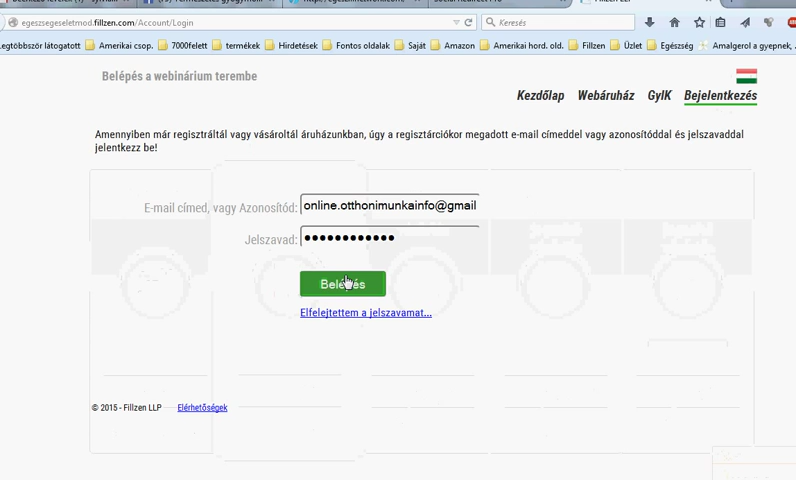 egeszsegeseletmod.fillzen.com/Account/Login
Keresés
Legtöbbször látogatott Amerikai csop. 7000felett termékek Hirdetések Fontos oldalak Saját Amazon Amerikai hord. old. Fillzen Üzlet Egészség Amalgerol a gyepnek,
Belépés a webinárium terembe
Kezdőlap Webáruház GyIK Bejelentkezés
Amennyiben már regisztráltál vagy vásároltál áruházunkban, úgy a regisztárciókor megadott e-mail címeddel vagy azonosítóddal és jelszavaddal
jelentkezz be!
E-mail címed, vagy Azonosítód: online.otthonimunkainfo@gmail
Jelszavad: ••••••••••••
Belépés
Elfelejtettem a jelszavamat...
© 2015 - Fillzen LLP Elérhetőségek